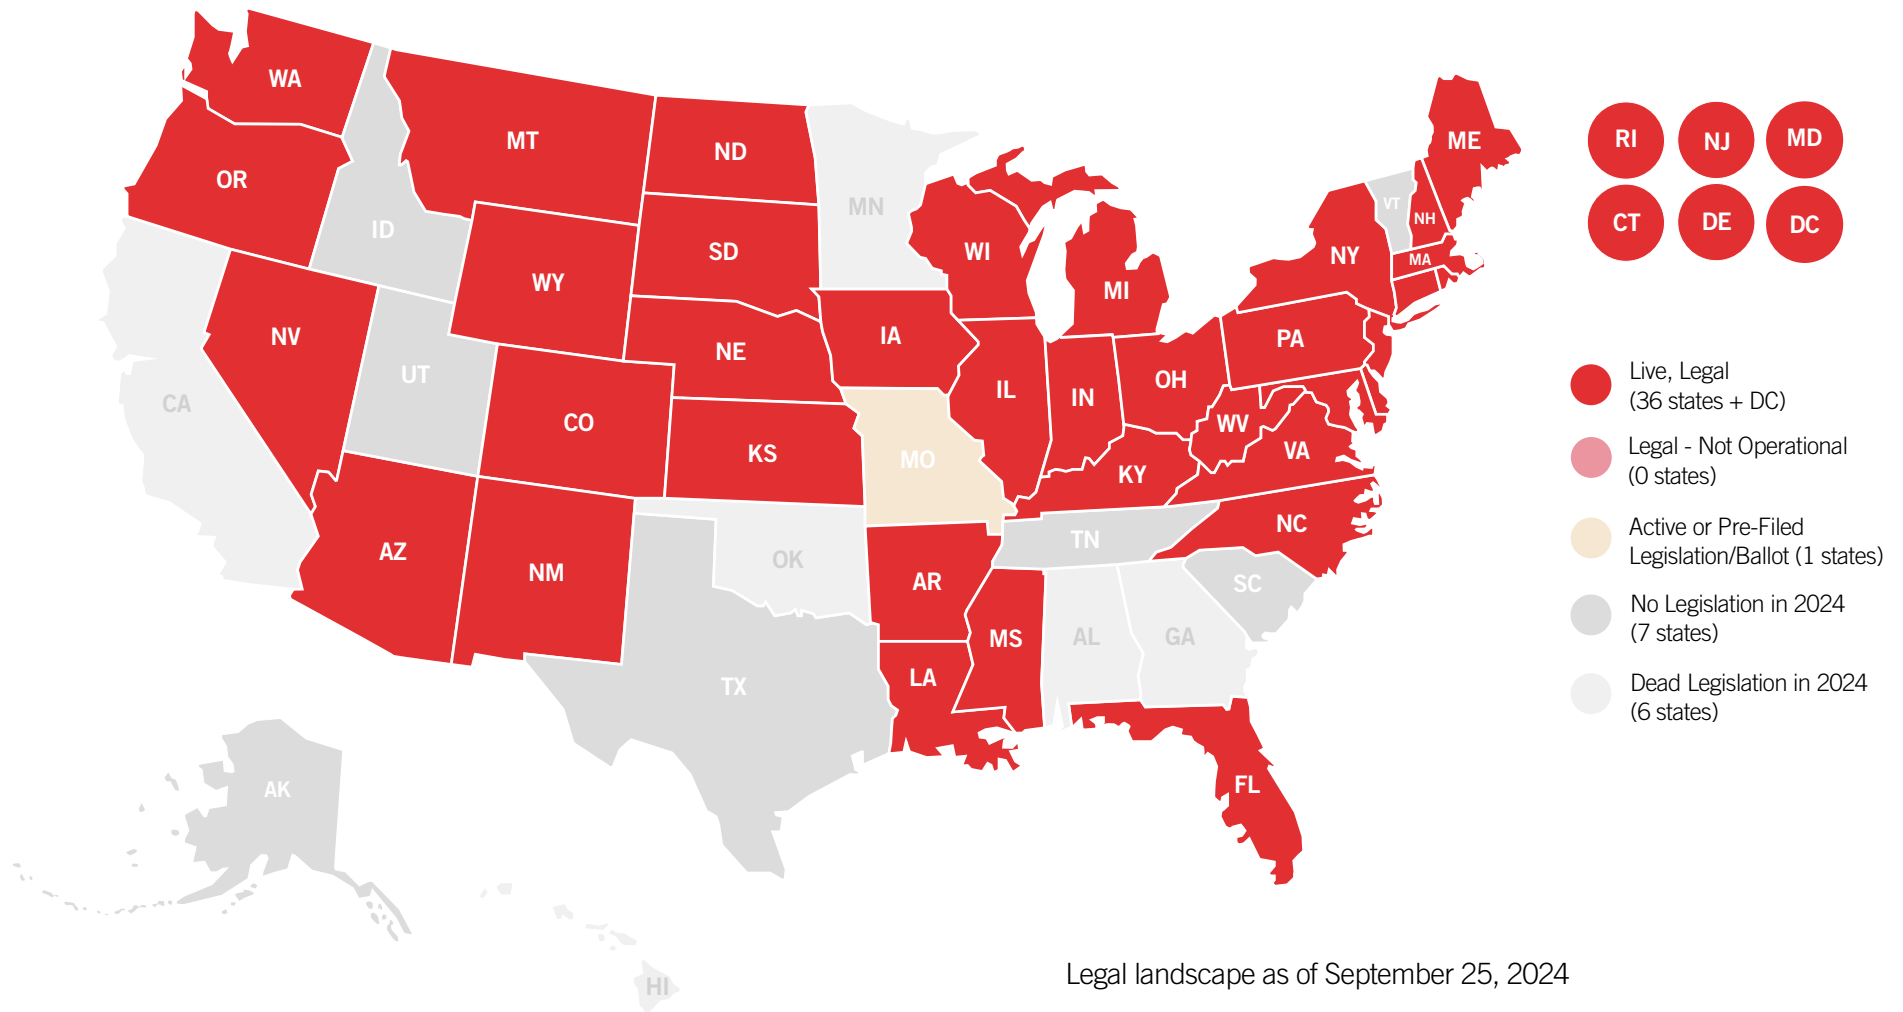 WA
MT
ND
MN
OR
ID
SD
WI
WY
MI
NY
VT
NH
ME
MA
RI
NJ
MD
CT
DE
DC
NV
UT
CA
NE
IA
CO
KS
MO
IL
IN
OH
PA
WV
VA
KY
NC
TN
SC
AZ
NM
OK
AR
MS
AL
GA
TX
LA
FL
AK
HI
Live, Legal
(36 states + DC)
Legal - Not Operational
(0 states)
Active or Pre-Filed
Legislation/Ballot (1 states)
No Legislation in 2024
(7 states)
Dead Legislation in 2024
(6 states)
Legal landscape as of September 25, 2024